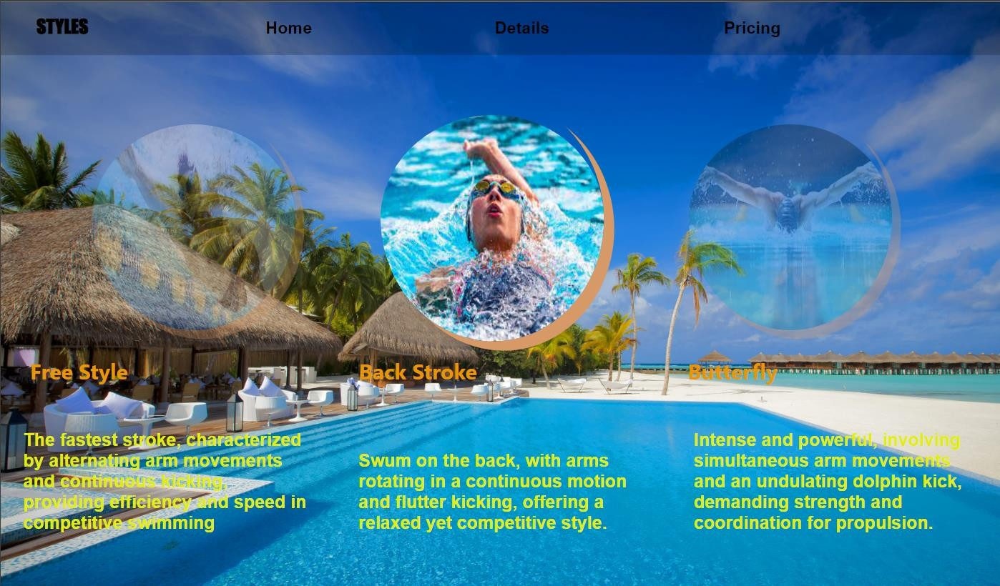 STYLES
Home
Details
Pricing
Free Style
Back Stroke
Butterfly
The fastest stroke, characterized
by alternating arm movements
and continuous kicking,
providing efficiency and speed in
competitive swimming
Swum on the back, with arms
rotating in a continuous motion
and flutter kicking, offering a
relaxed yet competitive style.
Intense and powerful, involving
simultaneous arm movements
and an undulating dolphin kick,
demanding strength and
coordination for propulsion.